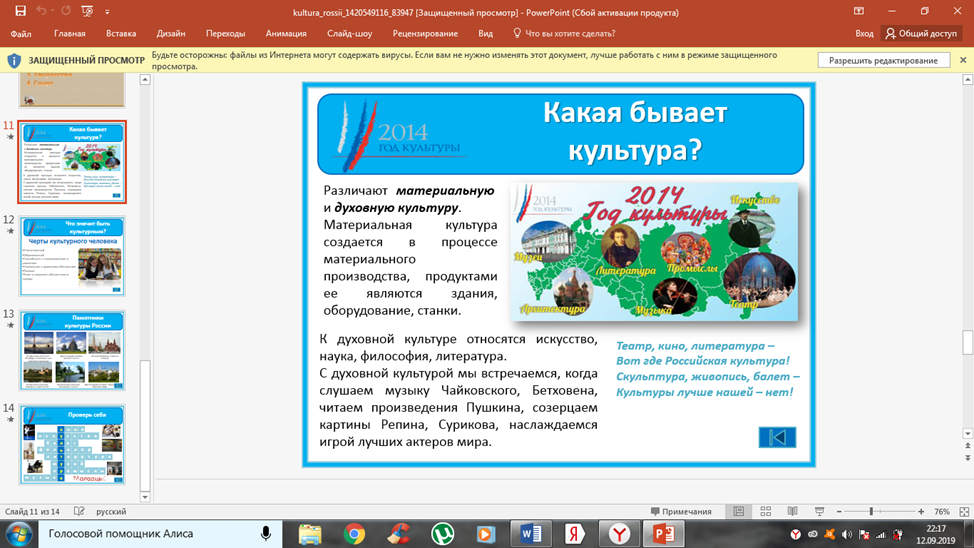 kultura_rossii_1420549116_83947 [Защищенный просмотр] - PowerPoint (Сбой активации продукта)
Файл Главная Вставка Дизайн Переходы Анимация Слайд-шоу Рецензирование Вид Что вы хотите сделать? Вход Общий доступ
ЗАЩИЩЕННЫЙ ПРОСМОТР Будьте осторожны: файлы из Интернета могут содержать вирусы. Если вам не нужно изменять этот документ, лучше работать с ним в режиме защищенного
просмотра.
Разрешить редактирование
11
Какая бывает
культура?
12
Что значит быть
культурным?
Черты культурного человека
13
Памятники
культуры России
14
Проверь себя
2014
ГОД КУЛЬТУРЫ
Какая бывает
культура?
Различают материальную
и духовную культуру.
Материальная культура
создается в процессе
материального
производства, продуктами
ее являются здания,
оборудование, станки.
2014
ГОД КУЛЬТУРЫ
2014
Год культуры
Искусство
Музеи
Литература
Промыслы
Архитектура
Музыка
Театр
К духовной культуре относятся искусство,
наука, философия, литература.
С духовной культурой мы встречаемся, когда
слушаем музыку Чайковского, Бетховена,
читаем произведения Пушкина, созерцаем
картины Репина, Сурикова, наслаждаемся
игрой лучших актеров мира.
Театр, кино, литература –
Вот где Российская культура!
Скульптура, живопись, балет –
Культуры лучше нашей – нет!
Слайд 11 из 14 русский Примечания 76%
Голосовой помощник Алиса
22:17
12.09.2019